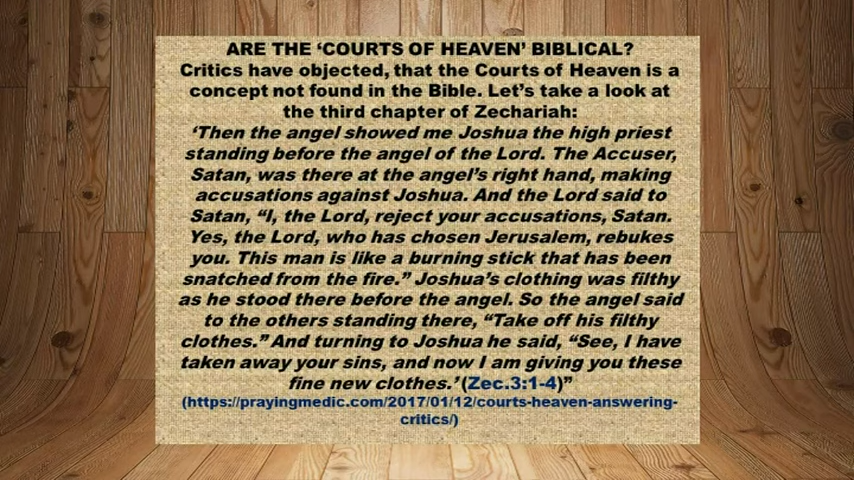 ARE THE ‘COURTS OF HEAVEN’ BIBLICAL?
Critics have objected, that the Courts of Heaven is a
concept not found in the Bible. Let’s take a look at
the third chapter of Zechariah:
‘Then the angel showed me Joshua the high priest
standing before the angel of the Lord. The Accuser,
Satan, was there at the angel’s right hand, making
accusations against Joshua. And the Lord said to
Satan, “I, the Lord, reject your accusations, Satan.
Yes, the Lord, who has chosen Jerusalem, rebukes
you. This man is like a burning stick that has been
snatched from the fire.” Joshua’s clothing was filthy
as he stood there before the angel. So the angel said
to the others standing there, “Take off his filthy
clothes.” And turning to Joshua he said, “See, I have
taken away your sins, and now I am giving you these
fine new clothes.’ (Zec.3:1-4)”
(https://prayingmedic.com/2017/01/12/courts-heaven-answering-
critics/)